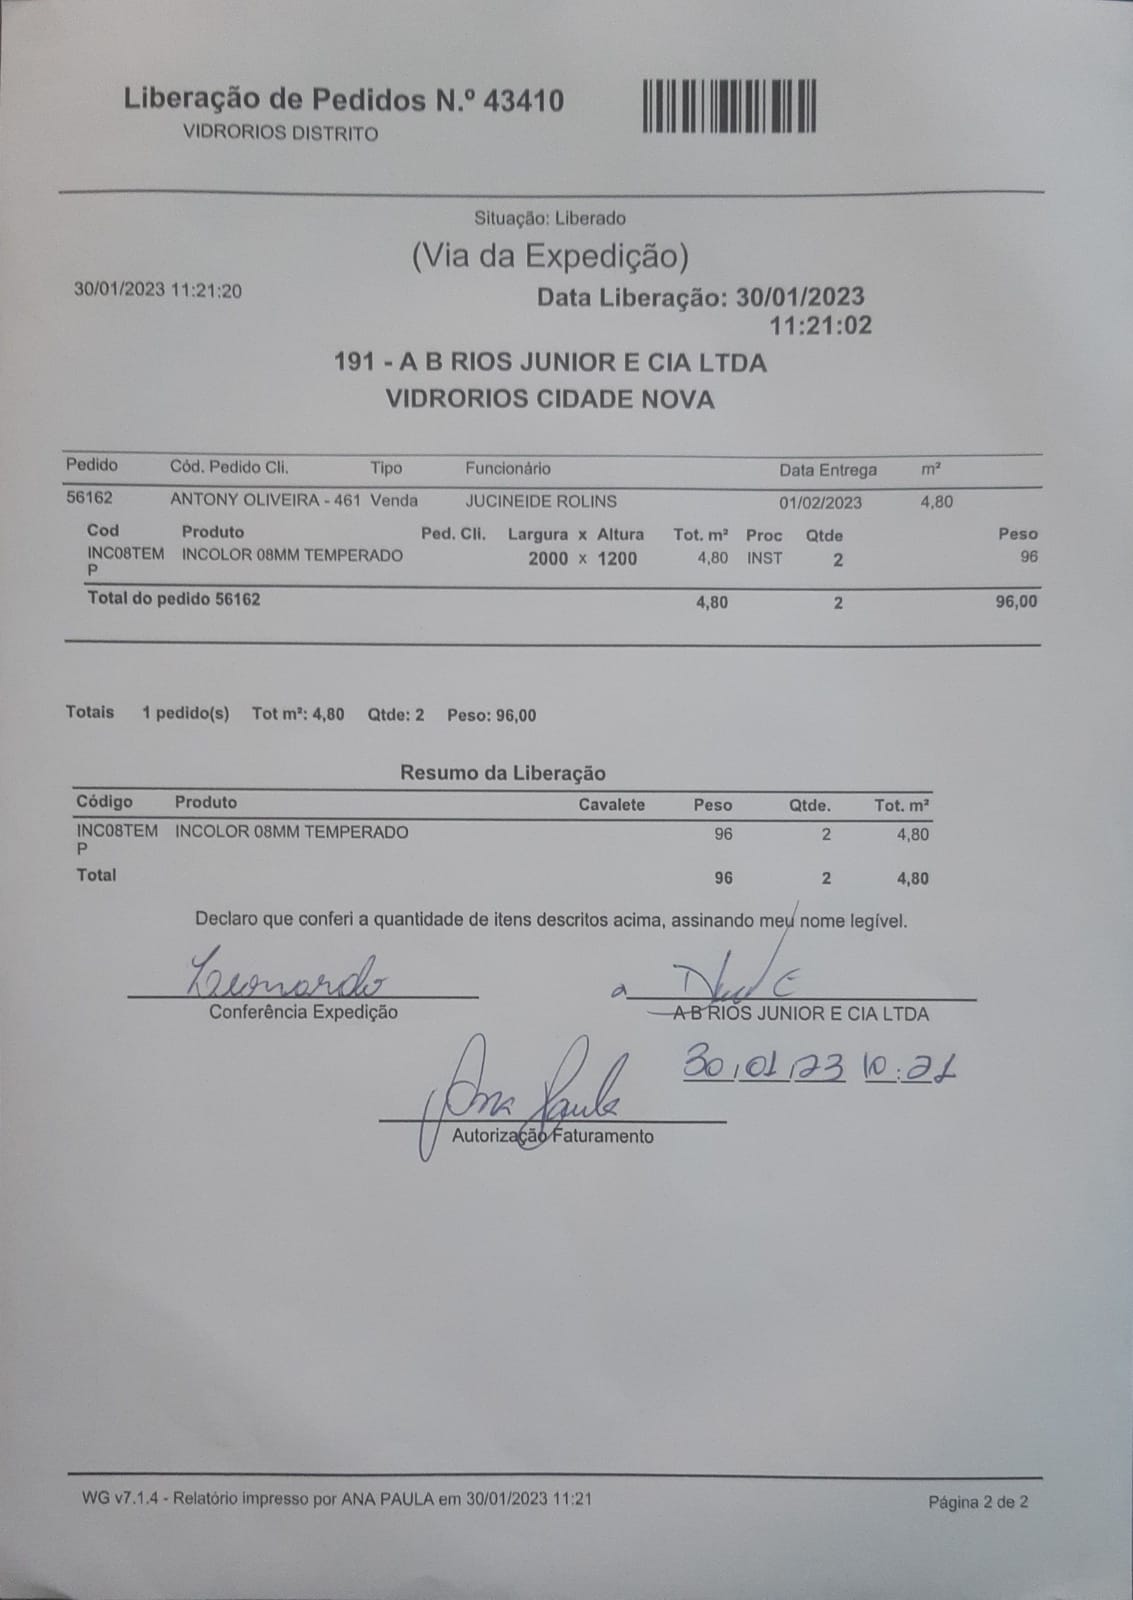 Liberação de Pedidos N.º 43410
VIDRORIOS DISTRITO
Situação: Liberado
(Via da Expedição)
30/01/2023 11:21:20
Data Liberação: 30/01/2023
11:21:02
191 - A B RIOS JUNIOR E CIA LTDA
VIDRORIOS CIDADE NOVA
Pedido Cód. Pedido Cli. Tipo Funcionário Data Entrega m²
56162 ANTONY OLIVEIRA - 461 Venda JUCINEIDE ROLINS 01/02/2023 4,80
Cod Produto Ped. Cli. Largura x Altura Tot. m² Proc Qtde Peso
INC08TEM INCOLOR 08MM TEMPERADO 2000 x 1200 4,80 INST 2 96
P
Total do pedido 56162 4,80 2 96,00
Totais 1 pedido(s) Tot m²: 4,80 Qtde: 2 Peso: 96,00
Resumo da Liberação
Código Produto Cavalete Peso Qtde. Tot. m²
INC08TEM INCOLOR 08MM TEMPERADO 96 2 4,80
P
Total 96 2 4,80
Declaro que conferi a quantidade de itens descritos acima, assinando meu nome legível.
Leonardo
Conferência Expedição A B RIOS JUNIOR E CIA LTDA
30/01/23 10:21
Ana Paula
Autorização Faturamento
WG v7.1.4 - Relatório impresso por ANA PAULA em 30/01/2023 11:21
Página 2 de 2